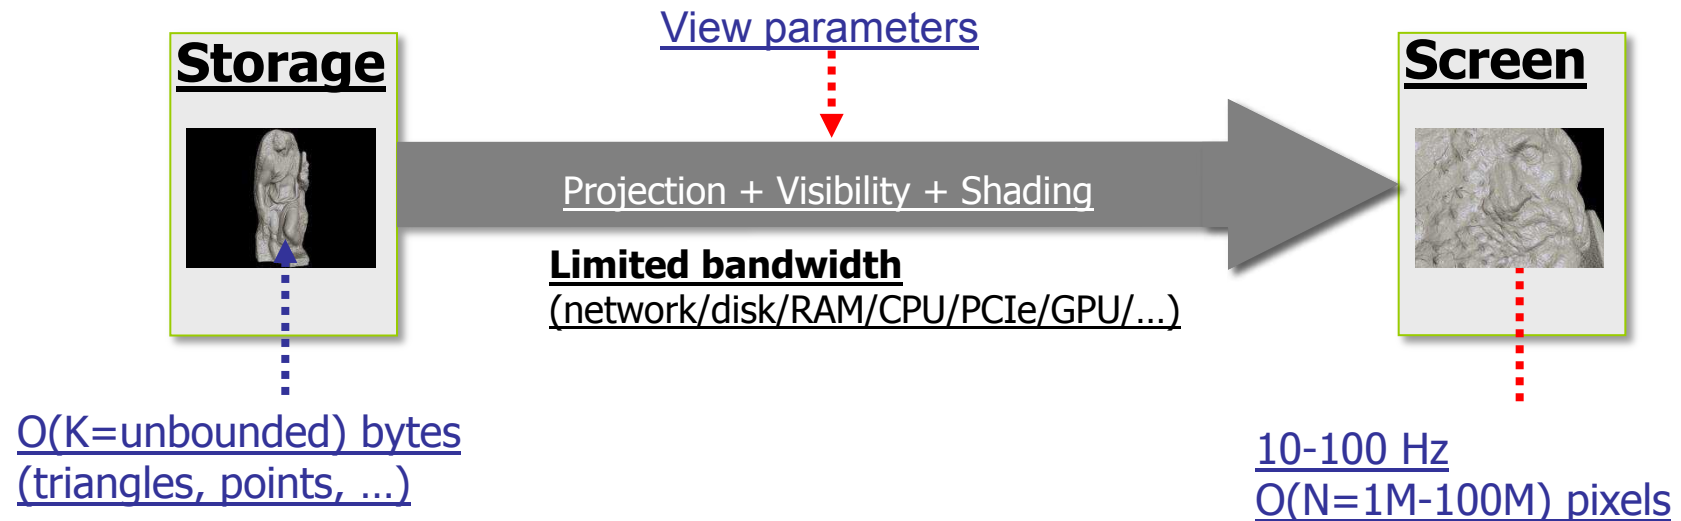 View parameters
Storage
Screen
Projection + Visibility + Shading
Limited bandwidth
(network/disk/RAM/CPU/PCIe/GPU/…)
O(K=unbounded) bytes
(triangles, points, …)
10-100 Hz
O(N=1M-100M) pixels